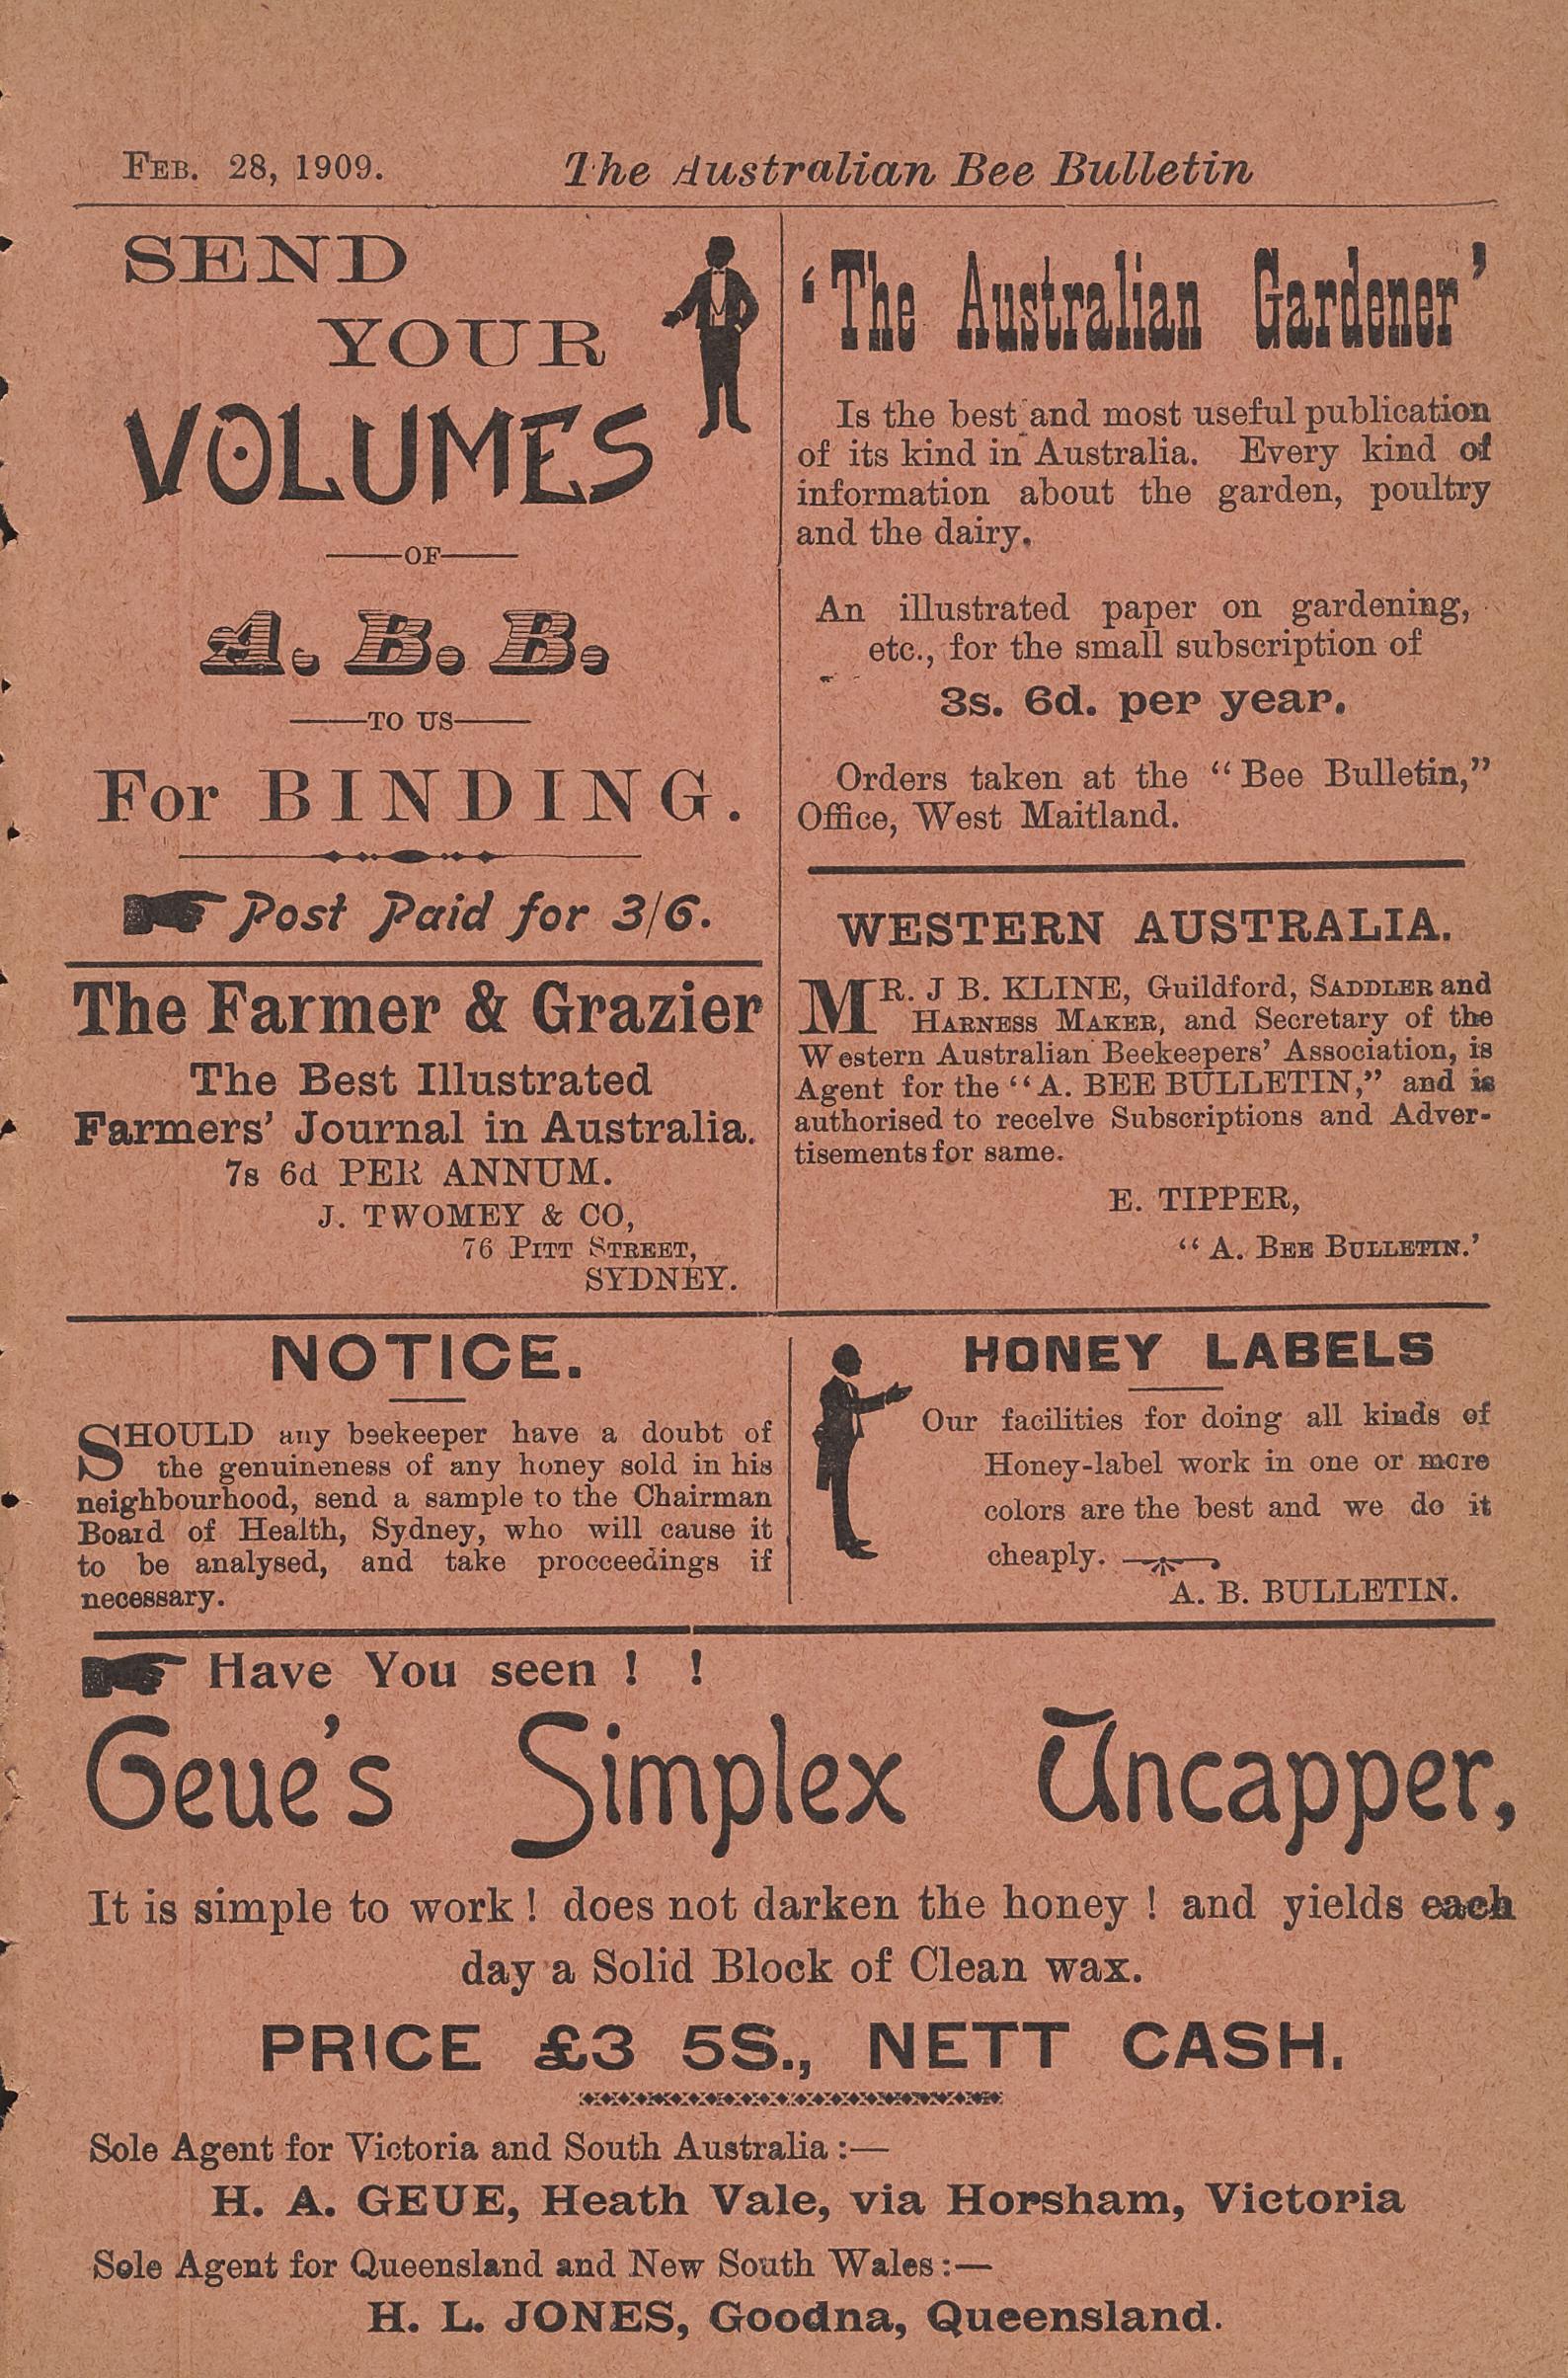 FEB. 28, 1909. The Australian Bee Bulletin
SEND
YOUR
VOLUMES
OF
A. B. B.
TO US
For BINDING.
Post Paid for 3/6.
The Farmer & Grazier
The Best Illustrated
Farmers' Journal in Australia.
7s 6d PER ANNUM.
J. TWOMEY & CO,
76 PITT STREET,
SYDNEY.
'The Australian Gardener'
Is the best and most useful publication
of its kind in Australia. Every kind of
information about the garden, poultry
and the dairy.
An illustrated paper on gardening,
etc., for the small subscription of
3s. 6d. per year.
Orders taken at the "Bee Bulletin,"
Office, West Maitland.
WESTERN AUSTRALIA.
MR. J B. KLINE, Guildford, SADDLER and
HARNESS MAKER, and Secretary of the
Western Australian Beekeepers' Association, is
Agent for the "A. BEE BULLETIN," and is
authorised to receive Subscriptions and Adver-
tisements for same.
E. TIPPER,
"A. BEE BULLETIN.'
NOTICE.
SHOULD any beekeeper have a doubt of
the genuineness of any honey sold in his
neighbourhood, send a sample to the Chairman
Board of Health, Sydney, who will cause it
to be analysed, and take procceedings if
necessary.
HONEY LABELS
Our facilities for doing all kinds of
Honey-label work in one or more
colors are the best and we do it
cheaply.
A. B. BULLETIN.
Have You seen ! !
Geue's Simplex Uncapper,
It is simple to work! does not darken the honey! and yields each
day a Solid Block of Clean wax.
PRICE £3 5S., NETT CASH.
Sole Agent for Victoria and South Australia:—
H. A. GEUE, Heath Vale, via Horsham, Victoria
Sole Agent for Queensland and New South Wales:—
H. L. JONES, Goodna, Queensland.